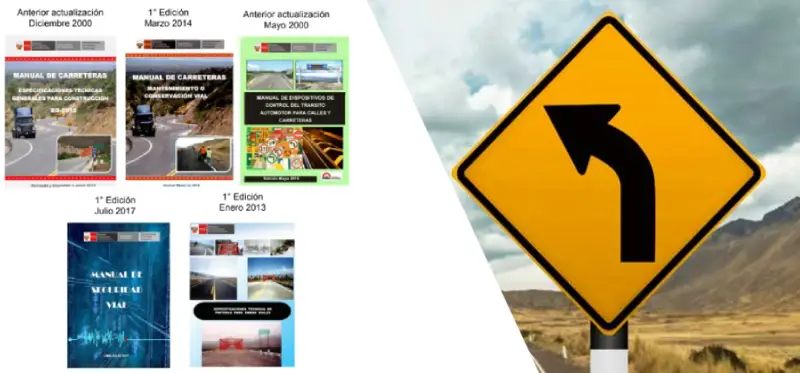 Anterior actualización
Diciembre 2000
1° Edición
Marzo 2014
Anterior actualización
Mayo 2000
MANUAL DE CARRETERAS
ESPECIFICACIONES TÉCNICAS
GENERALES PARA CONSTRUCCIÓN
EG-2013
MANUAL DE CARRETERAS
MANTENIMIENTO O
CONSERVACIÓN VIAL
MANUAL DE DISPOSITIVOS DE
CONTROL DEL TRANSITO
AUTOMOTOR PARA CALLES Y
CARRETERAS
1° Edición
Julio 2017
1° Edición
Enero 2013
MANUAL DE
SEGURIDAD
VIAL
ESPECIFICACIONES TECNICAS DE
PINTURAS PARA OBRAS VIALES